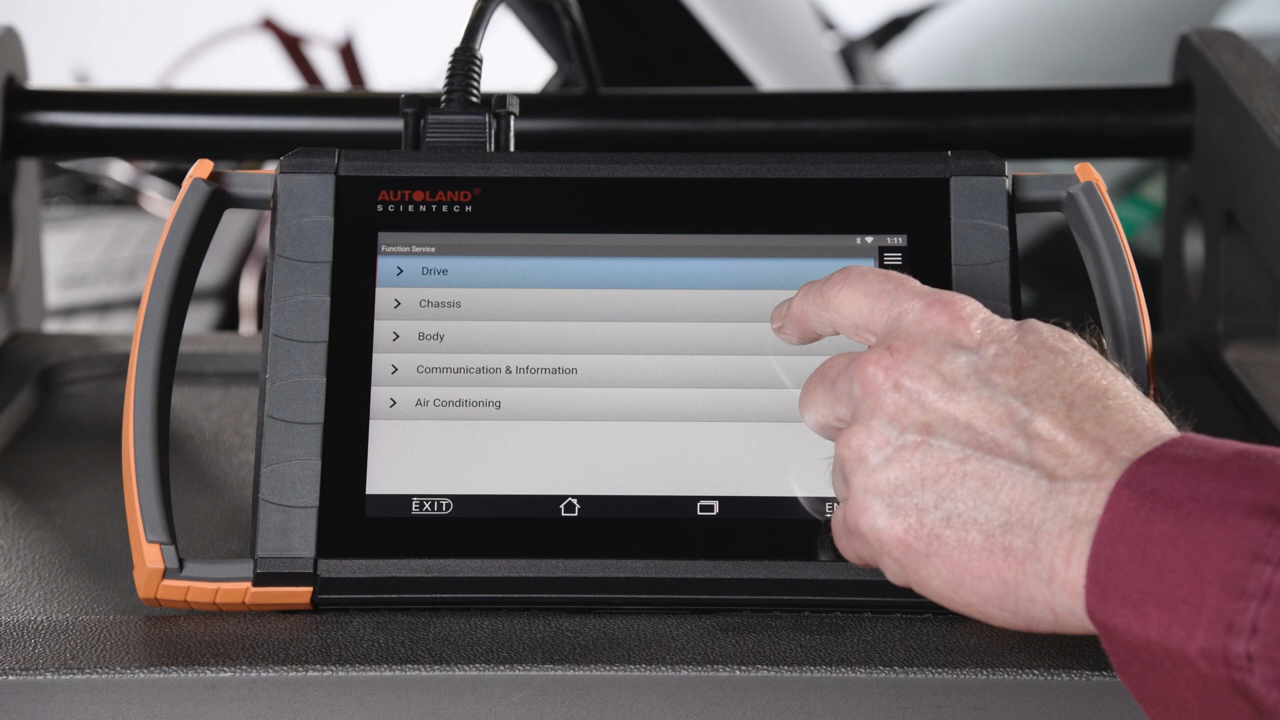 AUTOLAND®
SCIENTECH
1:11
Function Service
Drive
Chassis
Body
Communication & Information
Air Conditioning
EXIT